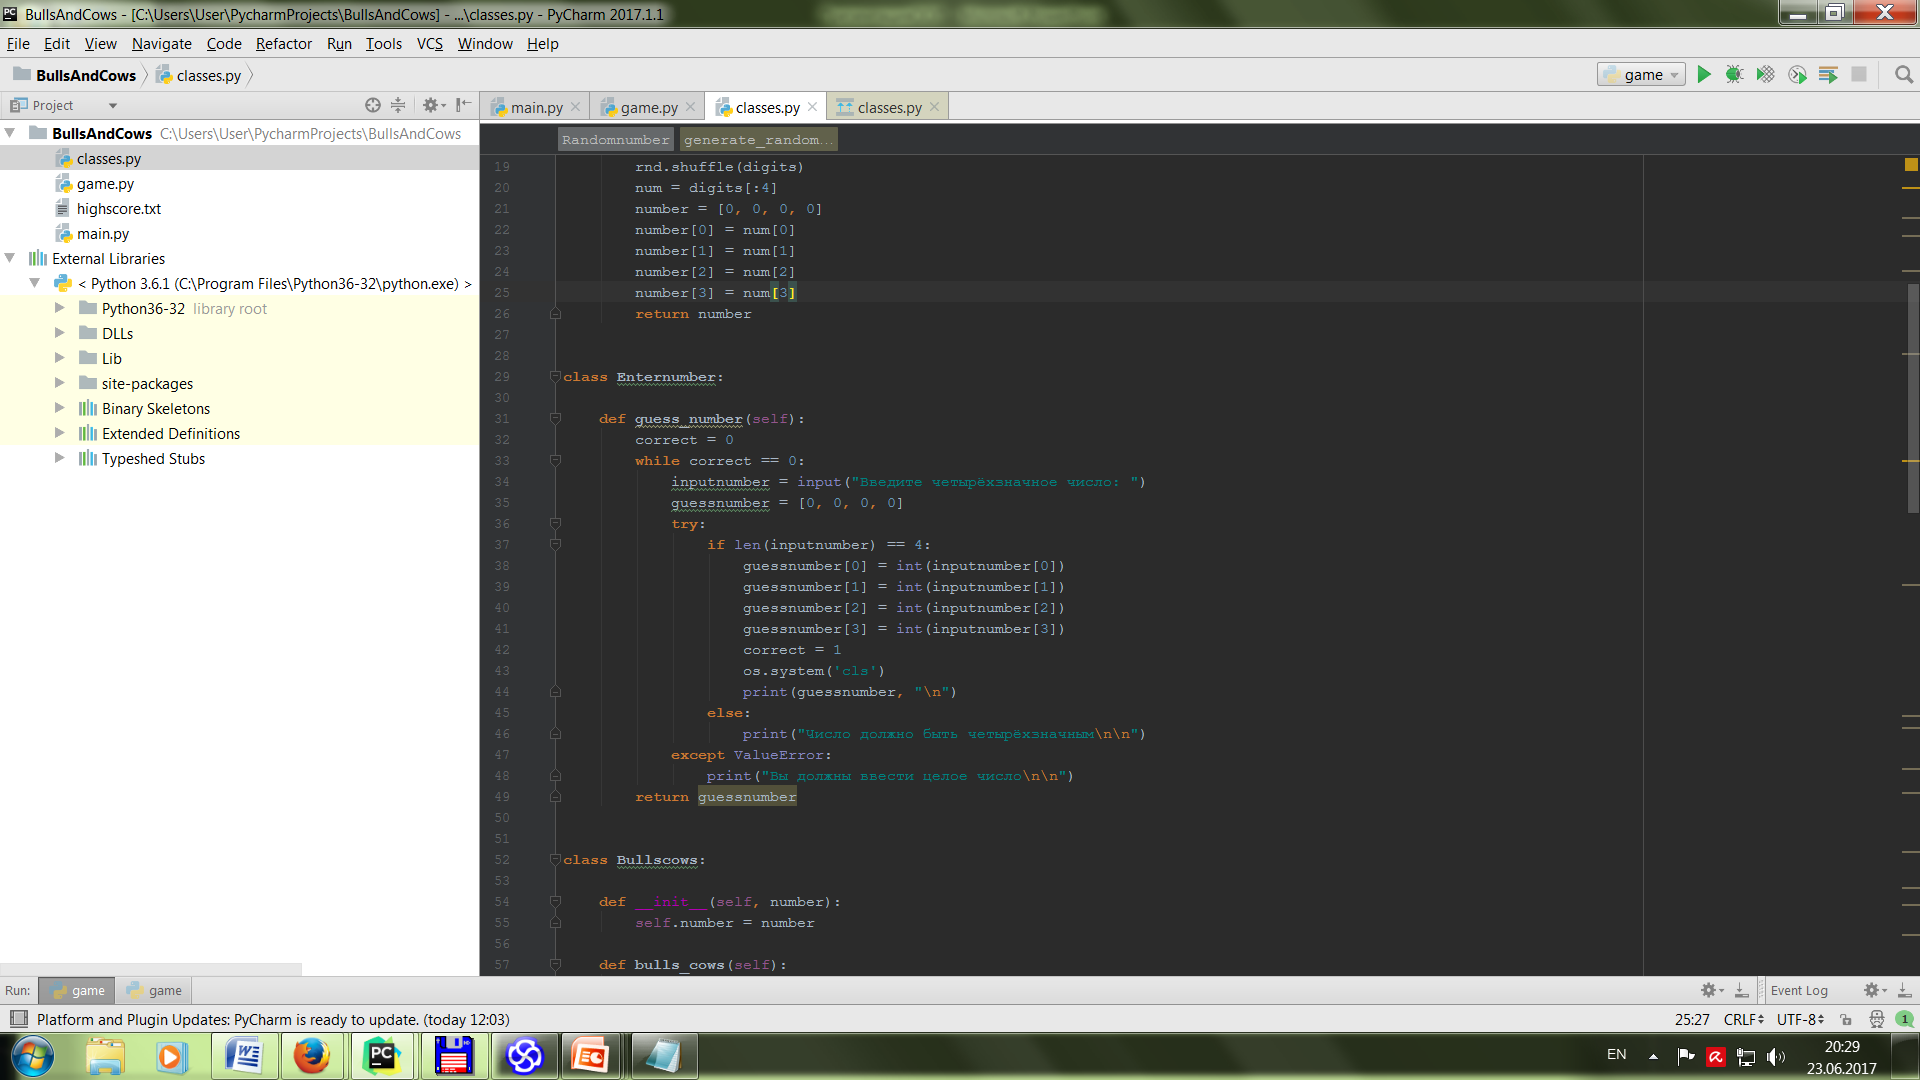 BullsAndCows - [C:\Users\User\PycharmProjects\BullsAndCows] - ...\classes.py - PyCharm 2017.1.1
File Edit View Navigate Code Refactor Run Tools VCS Window Help
BullsAndCows classes.py game
Project main.py game.py classes.py classes.py
BullsAndCows C:\Users\User\PycharmProjects\BullsAndCows
classes.py
game.py
highscore.txt
main.py
External Libraries
< Python 3.6.1 (C:\Program Files\Python36-32\python.exe) >
Python36-32 library root
DLLs
Lib
site-packages
Binary Skeletons
Extended Definitions
Typeshed Stubs
Randomnumber generate_random...
19 rnd.shuffle(digits)
20 num = digits[:4]
21 number = [0, 0, 0, 0]
22 number[0] = num[0]
23 number[1] = num[1]
24 number[2] = num[2]
25 number[3] = num[3]
26 return number
27
28
29 class Enternumber:
30
31 def guess_number(self):
32 correct = 0
33 while correct == 0:
34 inputnumber = input("Введите четырёхзначное число: ")
35 guessnumber = [0, 0, 0, 0]
36 try:
37 if len(inputnumber) == 4:
38 guessnumber[0] = int(inputnumber[0])
39 guessnumber[1] = int(inputnumber[1])
40 guessnumber[2] = int(inputnumber[2])
41 guessnumber[3] = int(inputnumber[3])
42 correct = 1
43 os.system('cls')
44 print(guessnumber, "\n")
45 else:
46 print("Число должно быть четырёхзначным\n\n")
47 except ValueError:
48 print("Вы должны ввести целое число\n\n")
49 return guessnumber
50
51
52 class Bullscows:
53
54 def __init__(self, number):
55 self.number = number
56
57 def bulls_cows(self):
Run: game game Event Log
Platform and Plugin Updates: PyCharm is ready to update. (today 12:03) 25:27 CRLF UTF-8 1
EN 20:29
23.06.2017